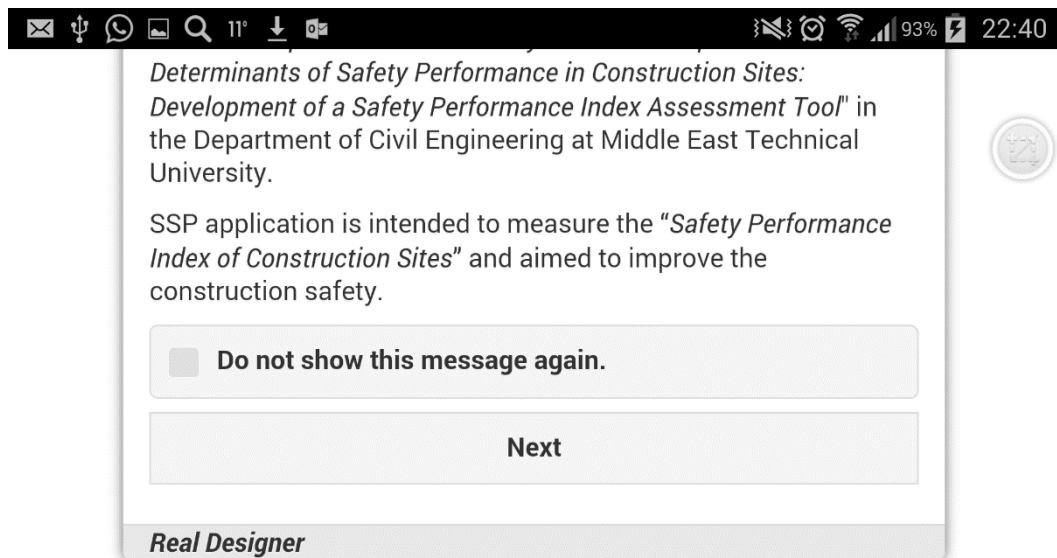 11° 93% 22:40
Determinants of Safety Performance in Construction Sites:
Development of a Safety Performance Index Assessment Tool" in
the Department of Civil Engineering at Middle East Technical
University.
SSP application is intended to measure the "Safety Performance
Index of Construction Sites" and aimed to improve the
construction safety.
Do not show this message again.
Next
Real Designer